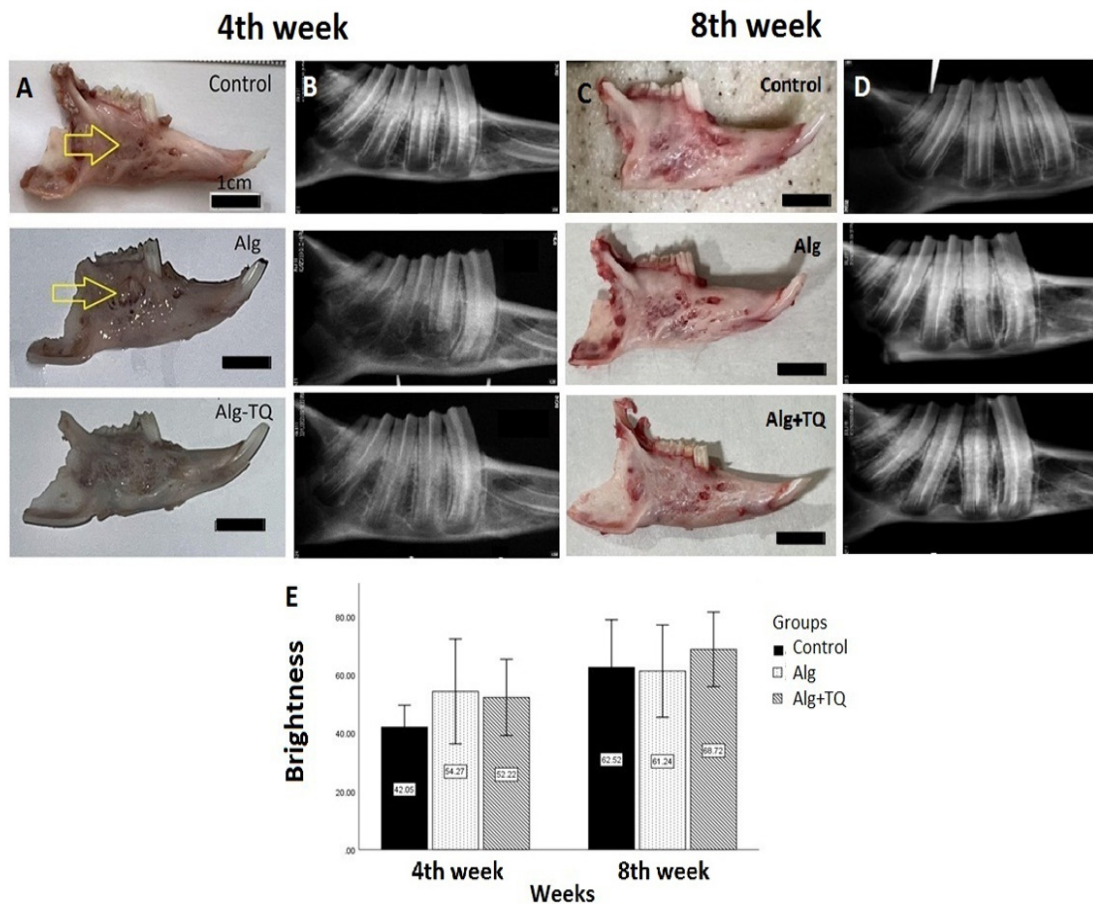 4th week
8th week
A
Control
1cm
B
C
Control
D
Alg
Alg
Alg-TQ
Alg+TQ
E
Brightness
80.00
60.00
40.00
20.00
.00
42.05
54.27
52.22
62.52
61.24
68.72
4th week
8th week
Weeks
Groups
Control
Alg
Alg+TQ